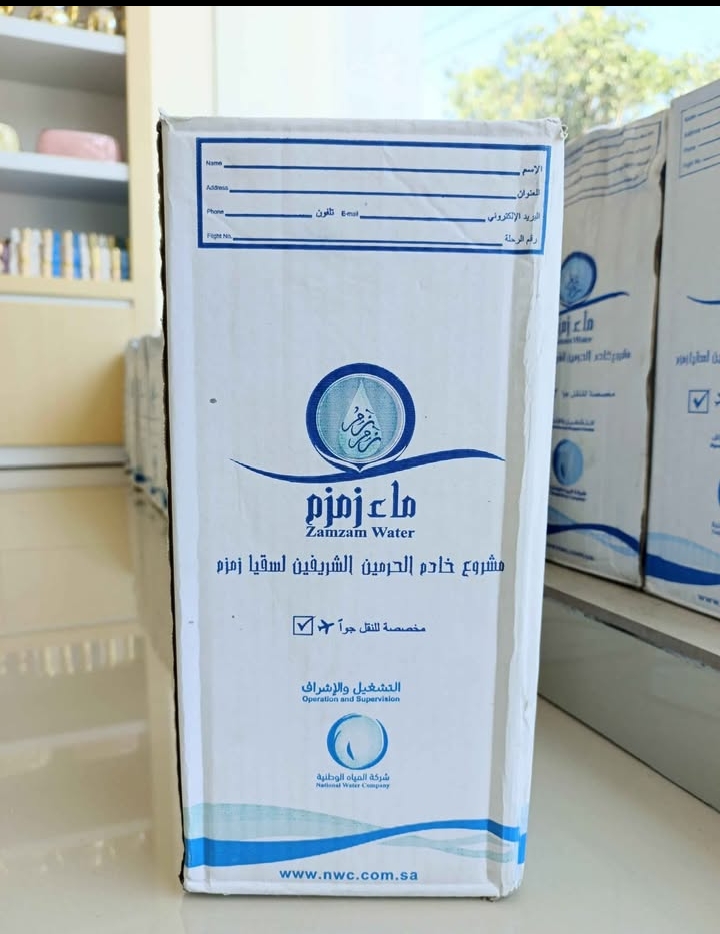 Name الإسم
Address العنوان
Phone تلفون E-mail البريد الإلكتروني
Flight No. رقم الرحلة
زمزم
ماء زمزم
Zamzam Water
مشروع خادم الحرمين الشريفين لسقيا زمزم
مخصصة للنقل جواً
التشغيل والإشراف
Operation and Supervision
شركة المياه الوطنية
National Water Company
www.nwc.com.sa